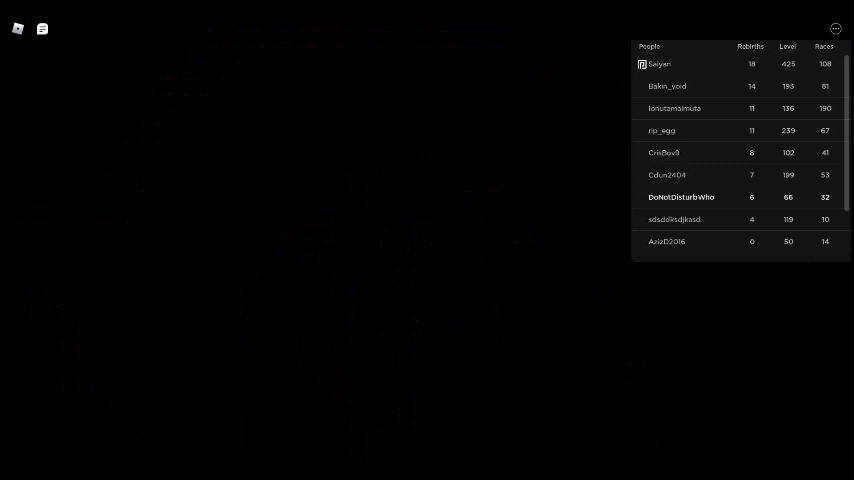 People Rebirths Level Races
Saiyan 18 425 108
Bakin_void 14 193 81
Ionutamaimuta 11 136 190
rip_egg 11 239 67
CrisBov9 8 102 41
Cdun2404 7 199 53
DoNotDisturbWho 6 66 32
sdsddksdjkasd 4 119 10
AzizD2016 0 50 14